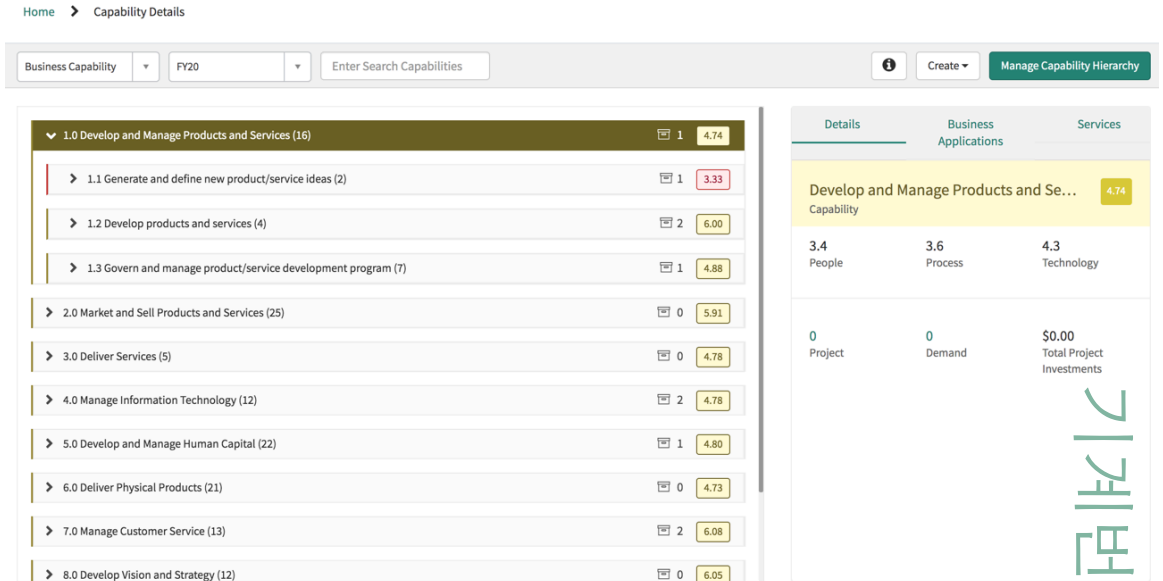 Home > Capability Details
Business Capability
FY20
Enter Search Capabilities
Create
Manage Capability Hierarchy
1.0 Develop and Manage Products and Services (16) 1 4.74
1.1 Generate and define new product/service ideas (2) 1 3.33
1.2 Develop products and services (4) 2 6.00
1.3 Govern and manage product/service development program (7) 1 4.88
2.0 Market and Sell Products and Services (25) 0 5.91
3.0 Deliver Services (5) 0 4.78
4.0 Manage Information Technology (12) 2 4.78
5.0 Develop and Manage Human Capital (22) 1 4.80
6.0 Deliver Physical Products (21) 0 4.73
7.0 Manage Customer Service (13) 2 6.08
8.0 Develop Vision and Strategy (12) 0 6.05
Details
Business
Applications
Services
Develop and Manage Products and Se... 4.74
Capability
3.4 3.6 4.3
People Process Technology
0 0 $0.00
Project Demand Total Project
Investments
기계번